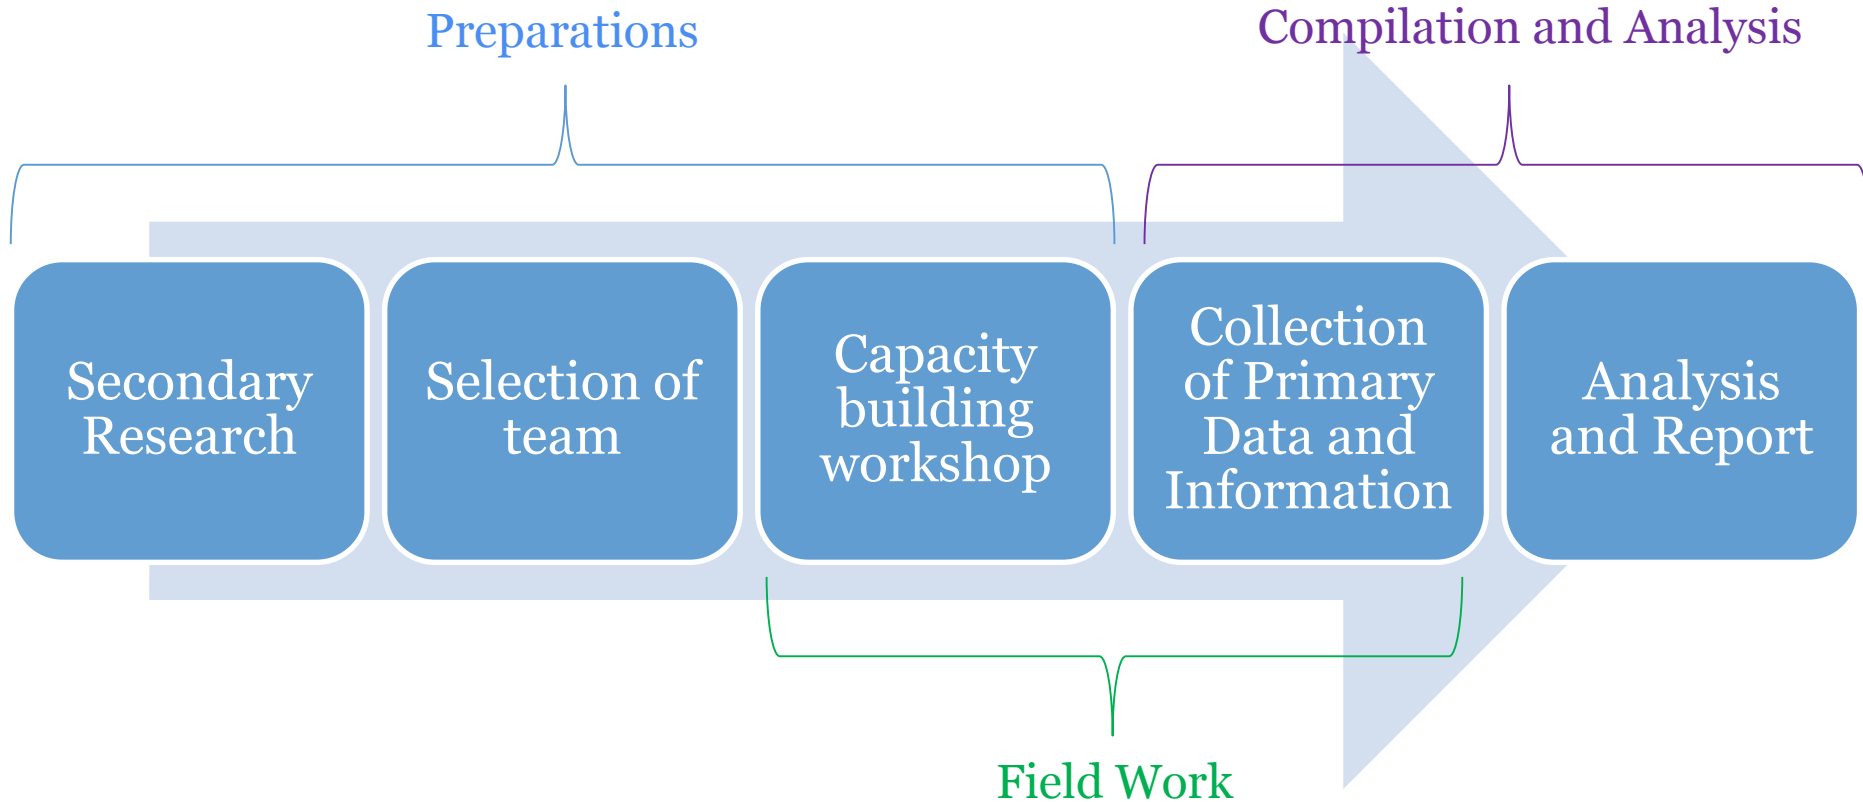 Preparations
Compilation and Analysis
Secondary
Research
Selection of
team
Capacity
building
workshop
Collection
of Primary
Data and
Information
Analysis
and Report
Field Work